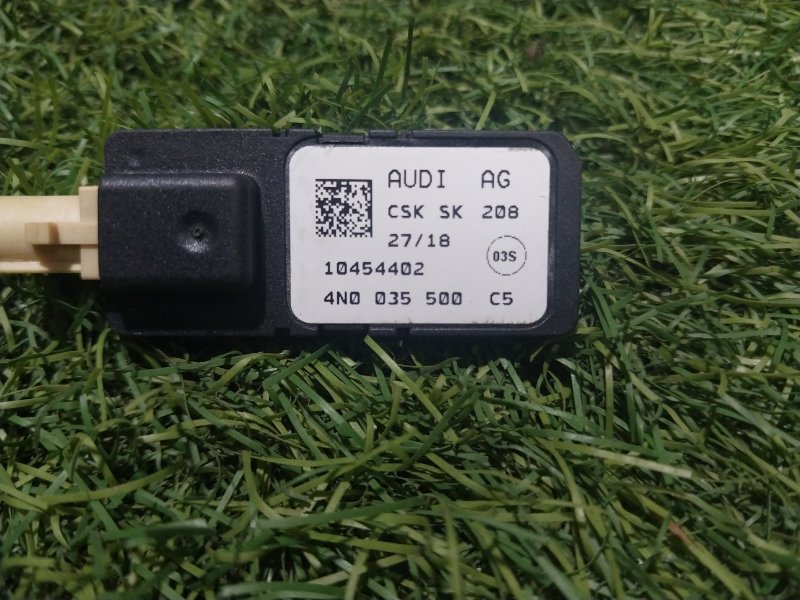 AUDI AG
CSK SK 208
27/18
03S
10454402
4N0 035 500 C5